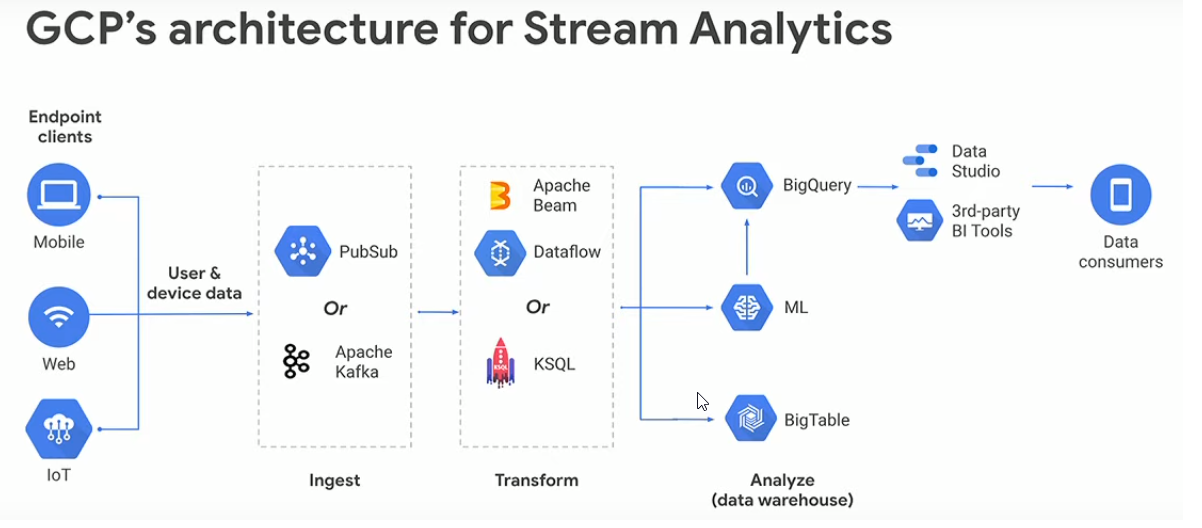 GCP's architecture for Stream Analytics
Endpoint
clients
Mobile
Web
IoT
User &
device data
PubSub
Or
Apache
Kafka
Ingest
Apache
Beam
Dataflow
Or
KSQL
KSQL
Transform
BigQuery
ML
BigTable
Analyze
(data warehouse)
Data
Studio
3rd-party
BI Tools
Data
consumers